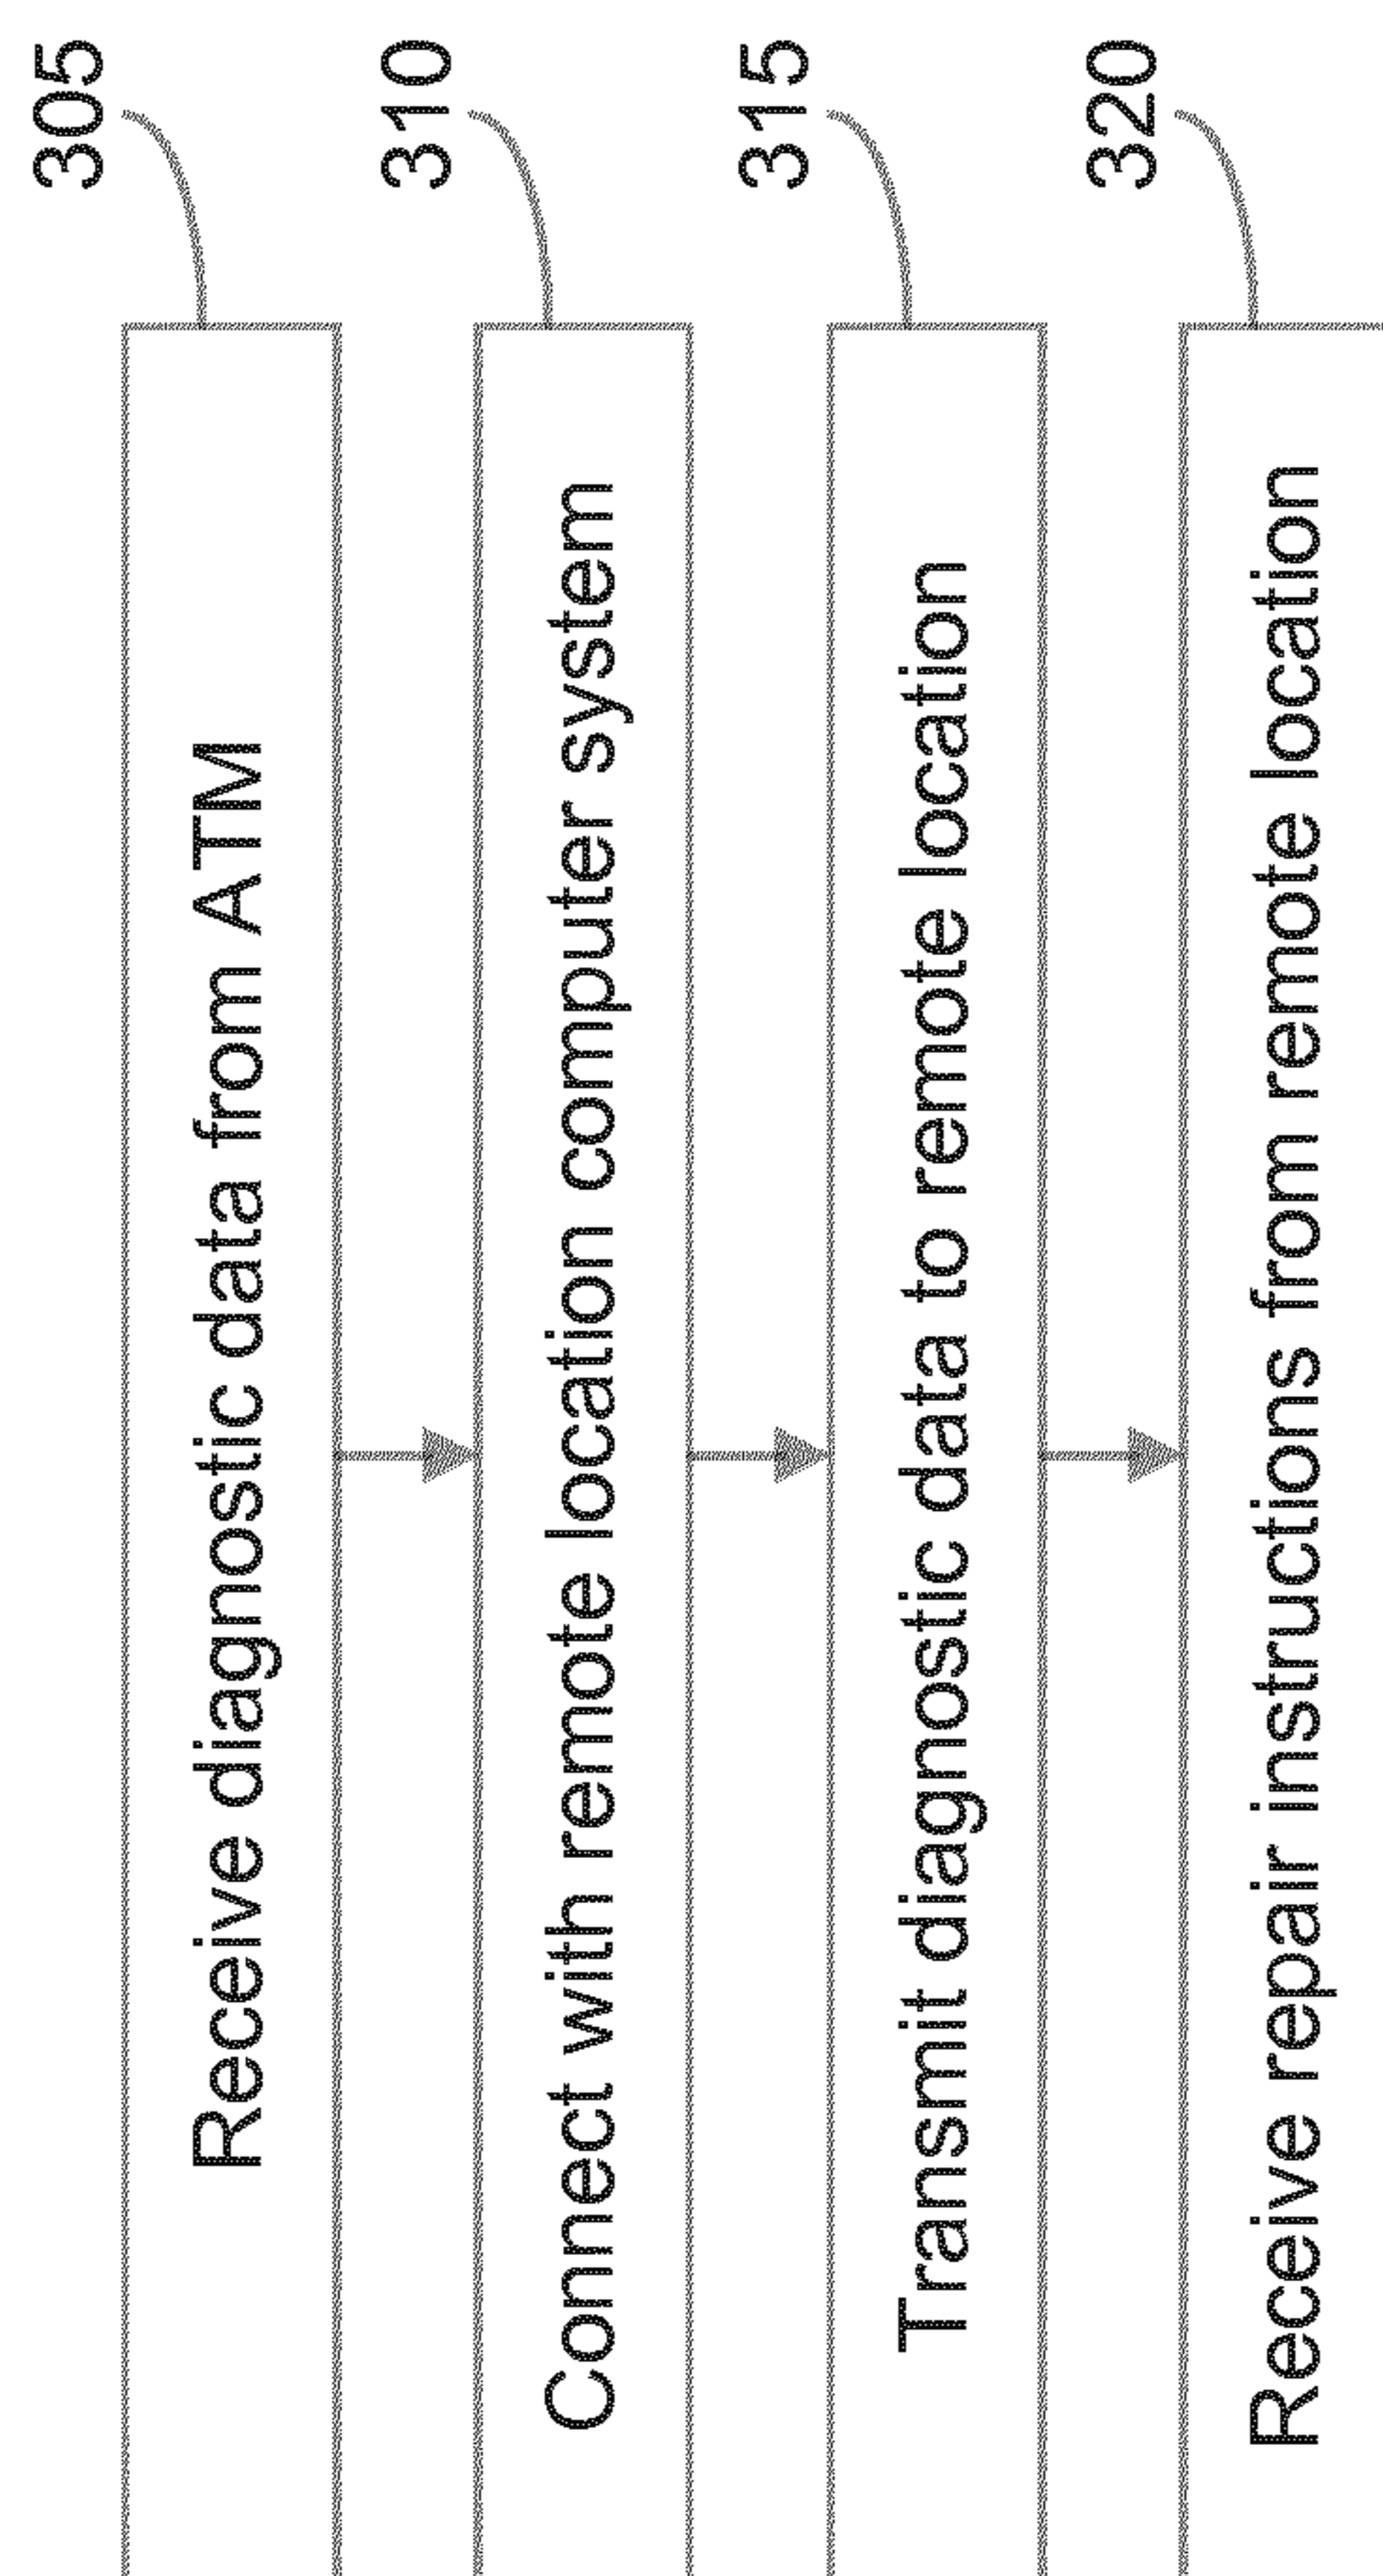 305
Receive diagnostic data from ATM
310
Connect with remote location computer system
315
Transmit diagnostic data to remote location
320
Receive repair instructions from remote location